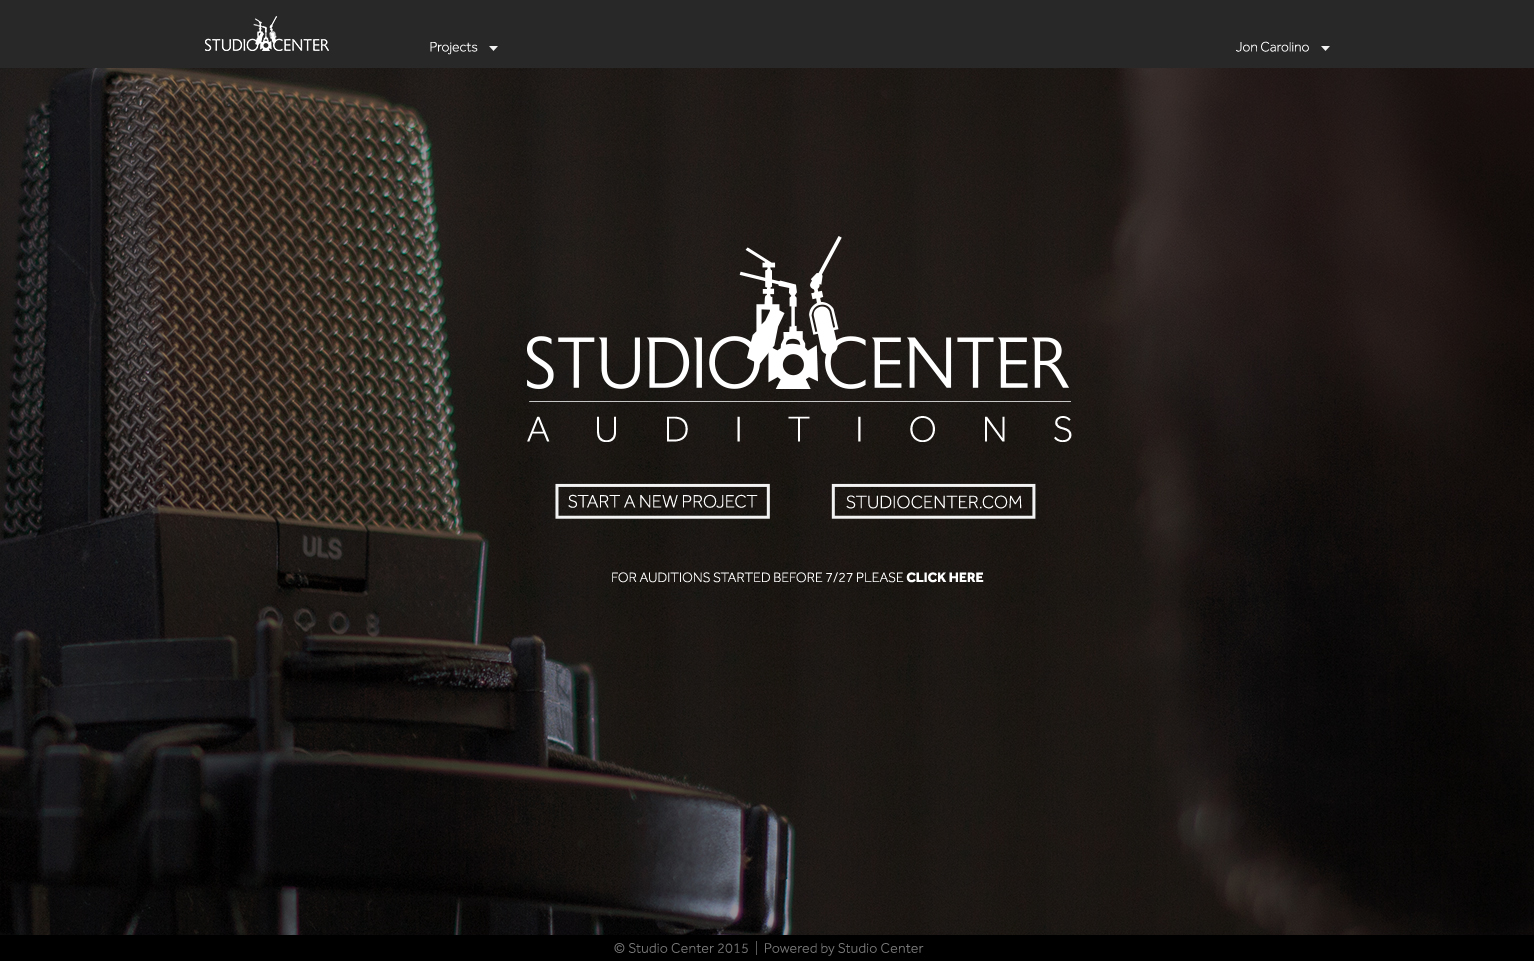 STUDIO CENTER
Projects
Jon Carolino
STUDIO CENTER
AUDITIONS
START A NEW PROJECT
STUDIOCENTER.COM
FOR AUDITIONS STARTED BEFORE 7/27 PLEASE CLICK HERE
ULS
© Studio Center 2015 | Powered by Studio Center